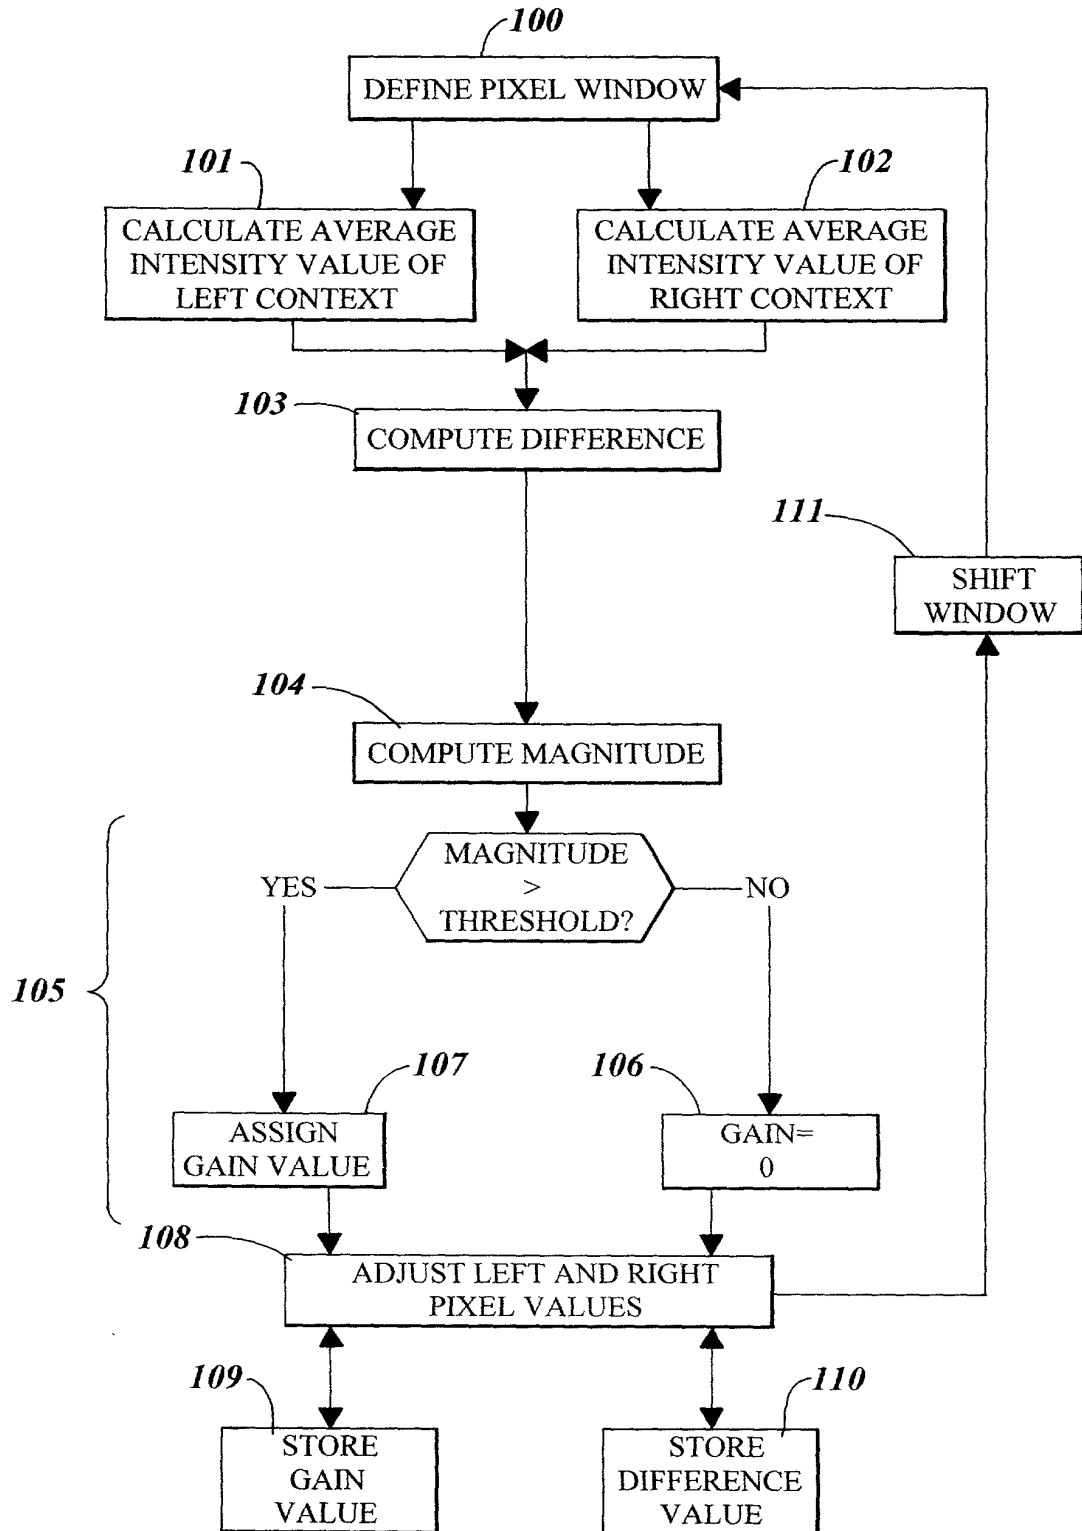 100
DEFINE PIXEL WINDOW
101
102
CALCULATE AVERAGE
INTENSITY VALUE OF
LEFT CONTEXT
CALCULATE AVERAGE
INTENSITY VALUE OF
RIGHT CONTEXT
103
COMPUTE DIFFERENCE
111
SHIFT
WINDOW
104
COMPUTE MAGNITUDE
MAGNITUDE
>
THRESHOLD?
YES
NO
105
107
106
ASSIGN
GAIN VALUE
GAIN=
0
108
ADJUST LEFT AND RIGHT
PIXEL VALUES
109
110
STORE
GAIN
VALUE
STORE
DIFFERENCE
VALUE